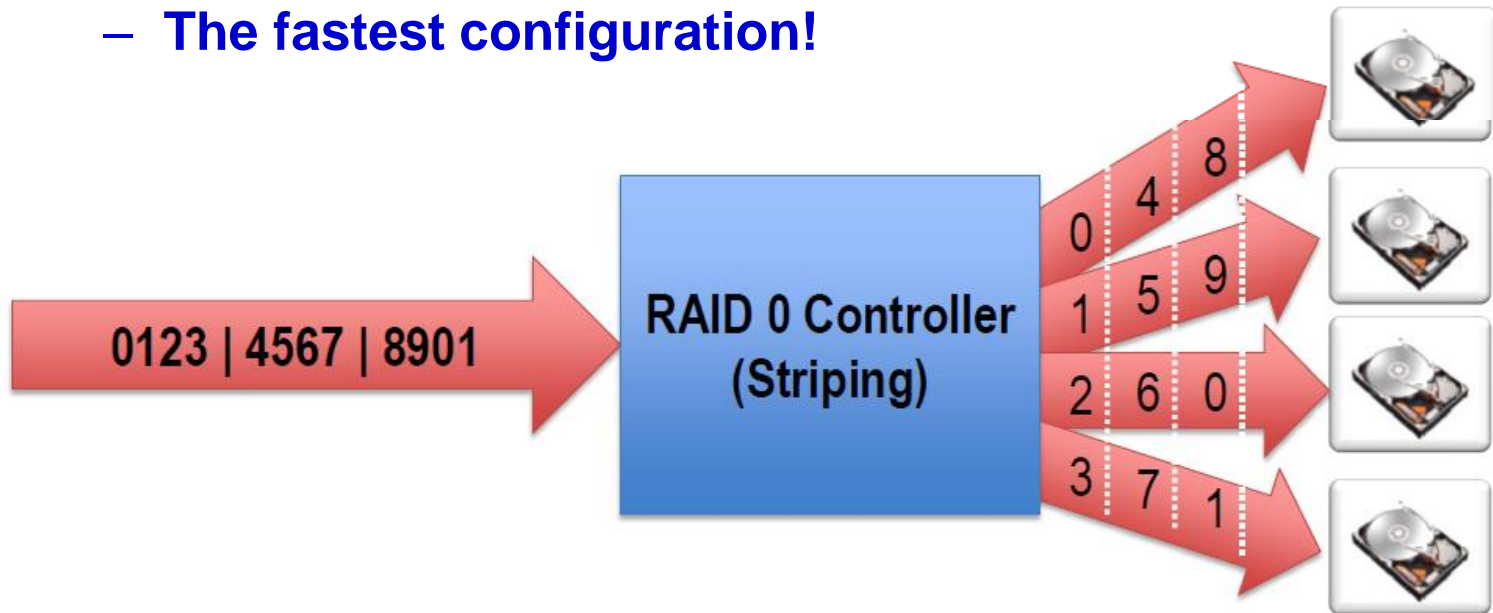 – The fastest configuration!
0123 | 4567 | 8901
RAID 0 Controller
(Striping)
0 4 8
1 5 9
2 6 0
3 7 1